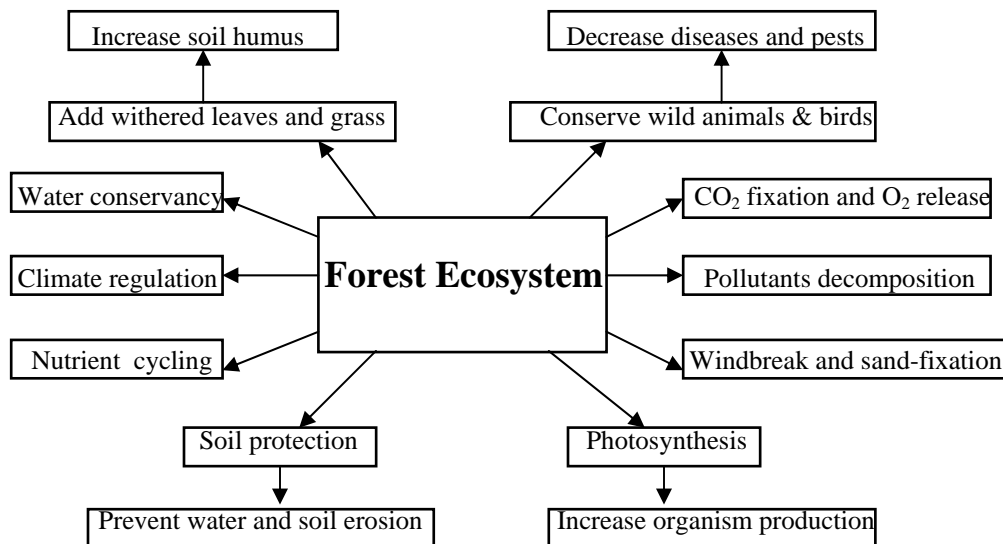 Increase soil humus
Decrease diseases and pests
Add withered leaves and grass
Conserve wild animals & birds
Water conservancy
CO₂ fixation and O₂ release
Forest Ecosystem
Climate regulation
Pollutants decomposition
Nutrient cycling
Windbreak and sand-fixation
Soil protection
Photosynthesis
Prevent water and soil erosion
Increase organism production